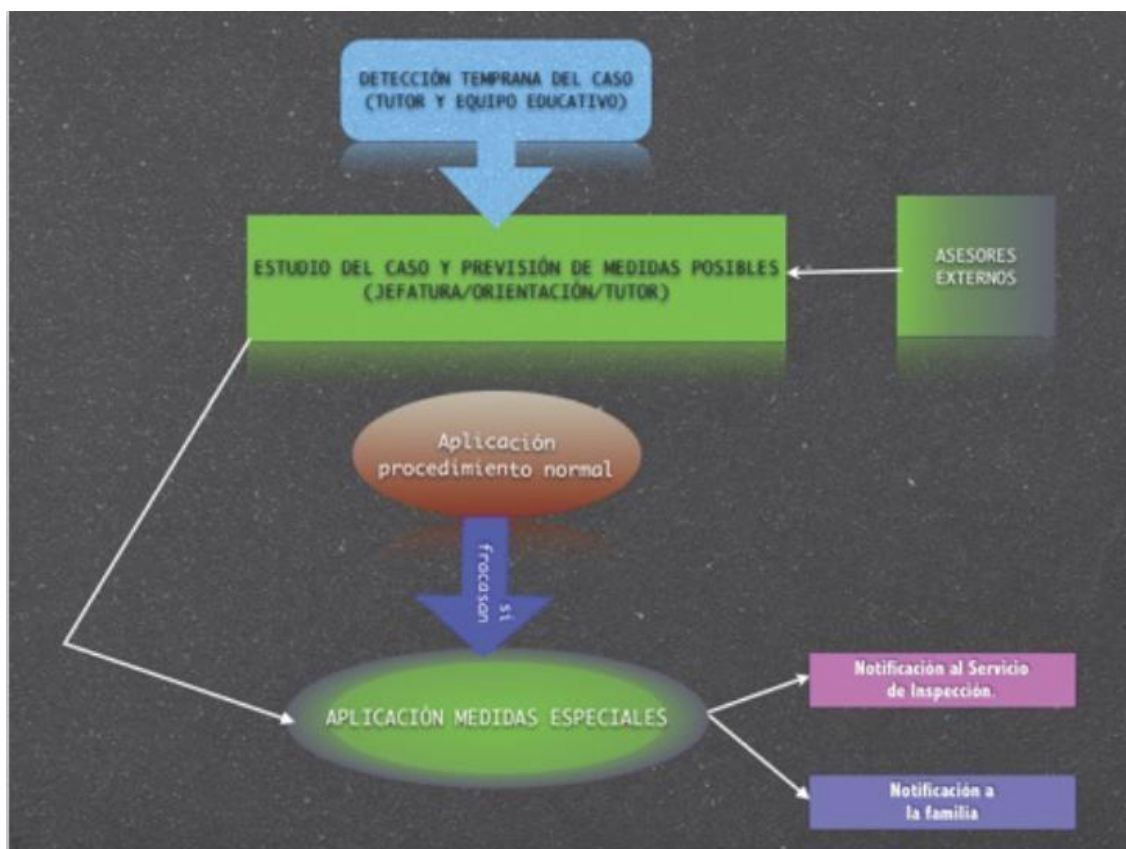 DETECCIÓN TEMPRANA DEL CASO
(TUTOR Y EQUIPO EDUCATIVO)
ESTUDIO DEL CASO Y PREVISIÓN DE MEDIDAS POSIBLES
(JEFATURA/ORIENTACIÓN/TUTOR)
ASESORES
EXTERNOS
Aplicación
procedimiento normal
si
fracasan
APLICACIÓN MEDIDAS ESPECIALES
Notificación al Servicio
de Inspección.
Notificación a
la familia